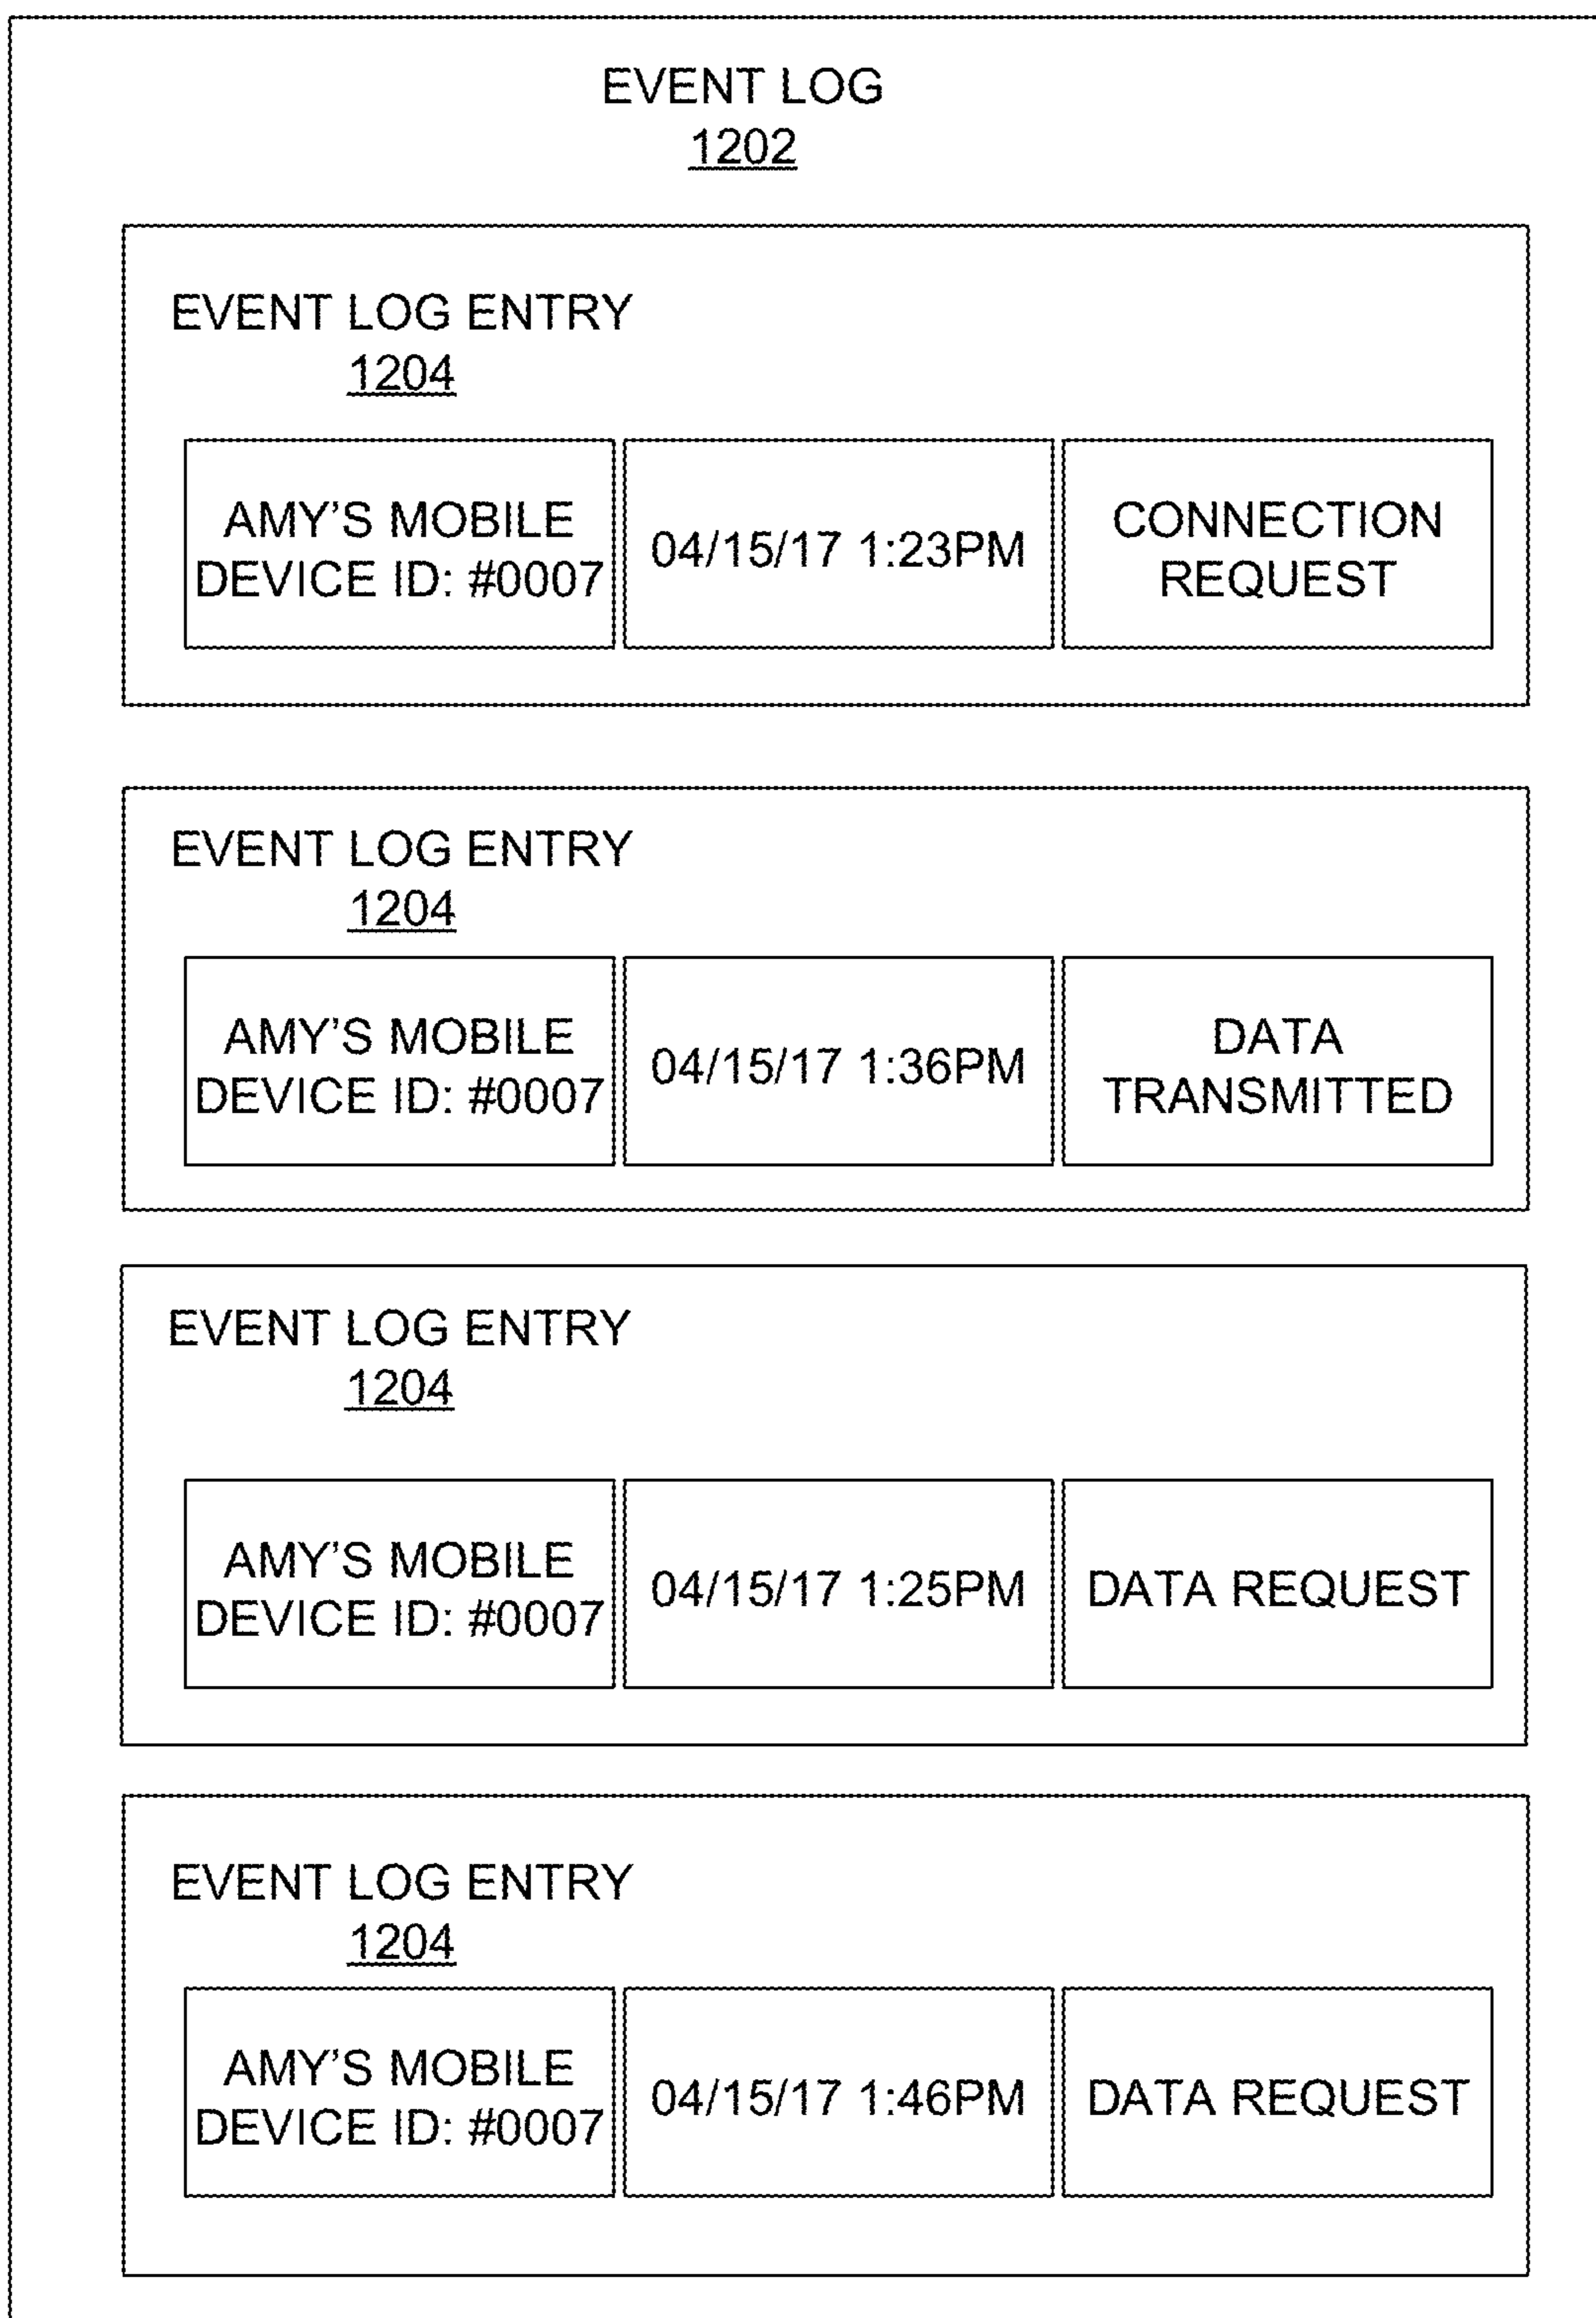 EVENT LOG
1202
EVENT LOG ENTRY
1204
AMY'S MOBILE
DEVICE ID: #0007
04/15/17 1:23PM
CONNECTION
REQUEST
EVENT LOG ENTRY
1204
AMY'S MOBILE
DEVICE ID: #0007
04/15/17 1:36PM
DATA
TRANSMITTED
EVENT LOG ENTRY
1204
AMY'S MOBILE
DEVICE ID: #0007
04/15/17 1:25PM
DATA REQUEST
EVENT LOG ENTRY
1204
AMY'S MOBILE
DEVICE ID: #0007
04/15/17 1:46PM
DATA REQUEST